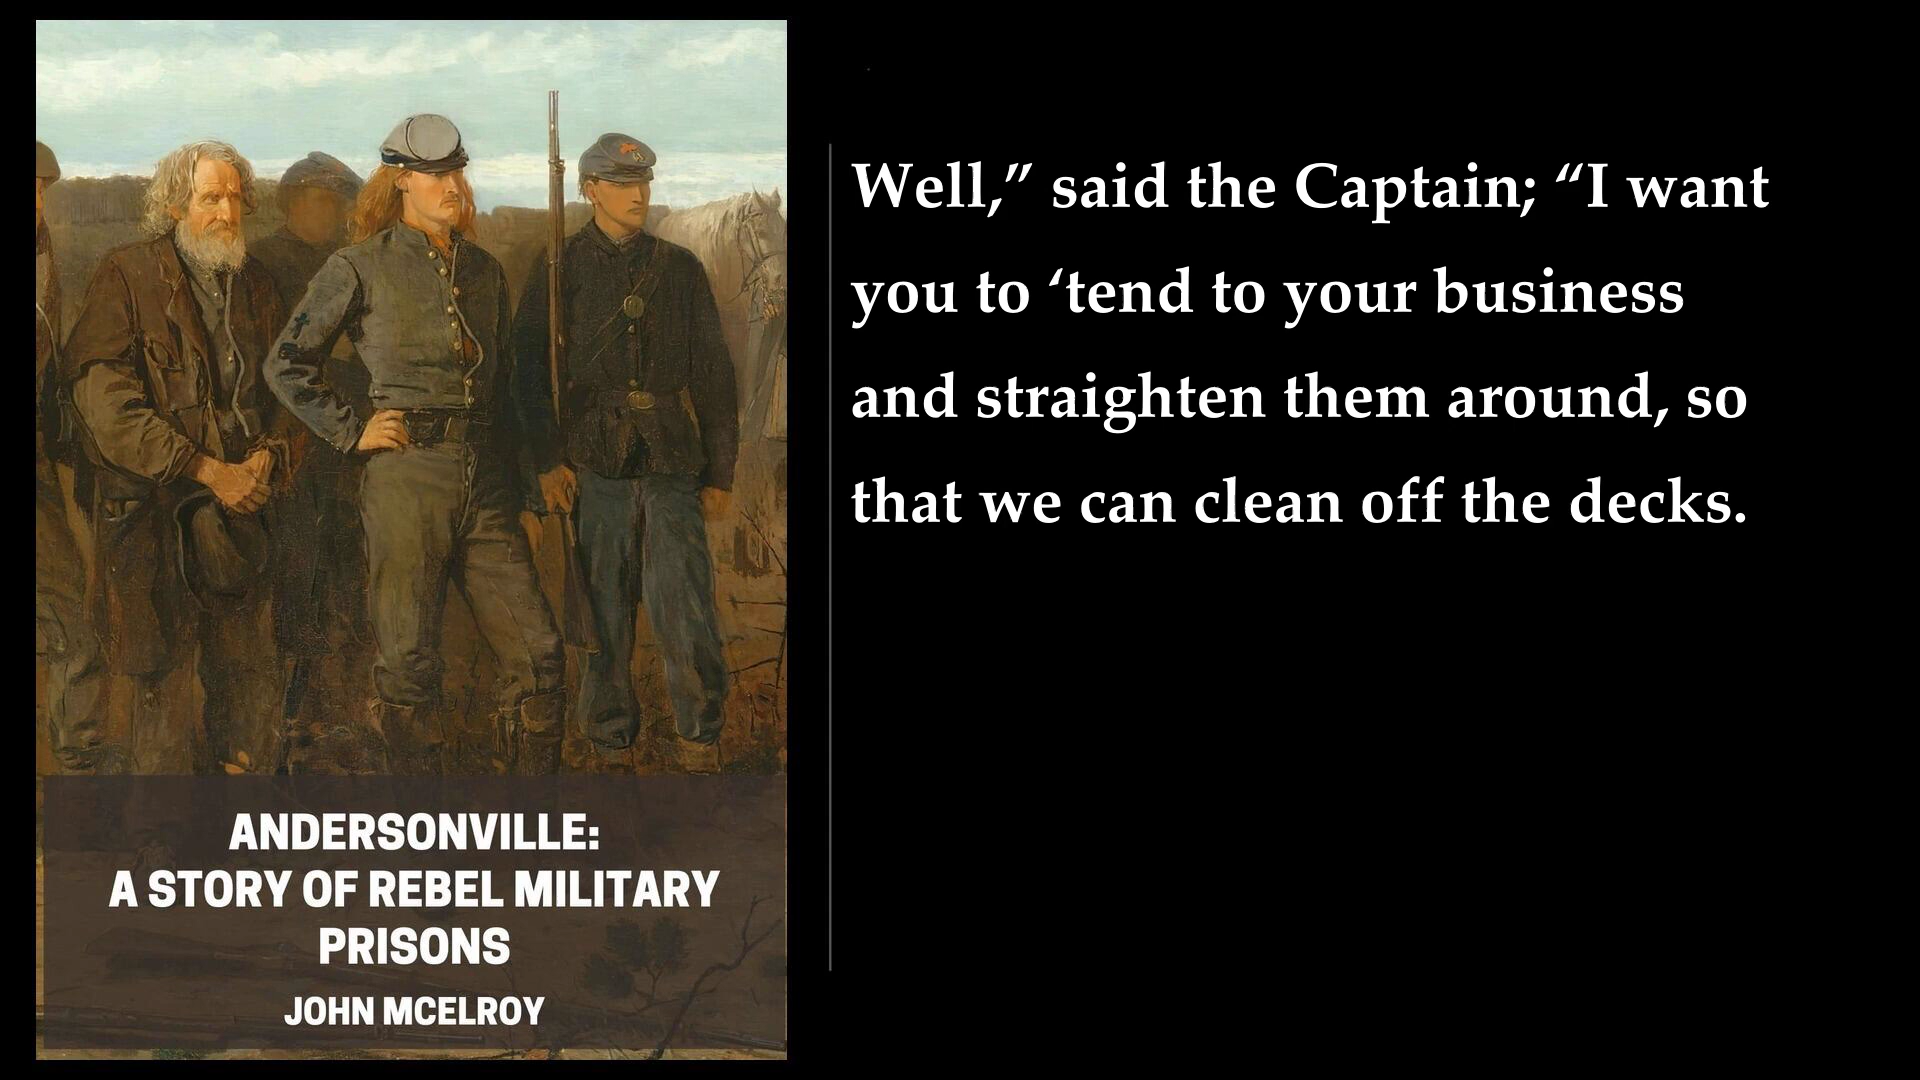 Well,” said the Captain; “I want
you to ‘tend to your business
and straighten them around, so
that we can clean off the decks.
ANDERSONVILLE:
A STORY OF REBEL MILITARY
PRISONS
JOHN MCELROY